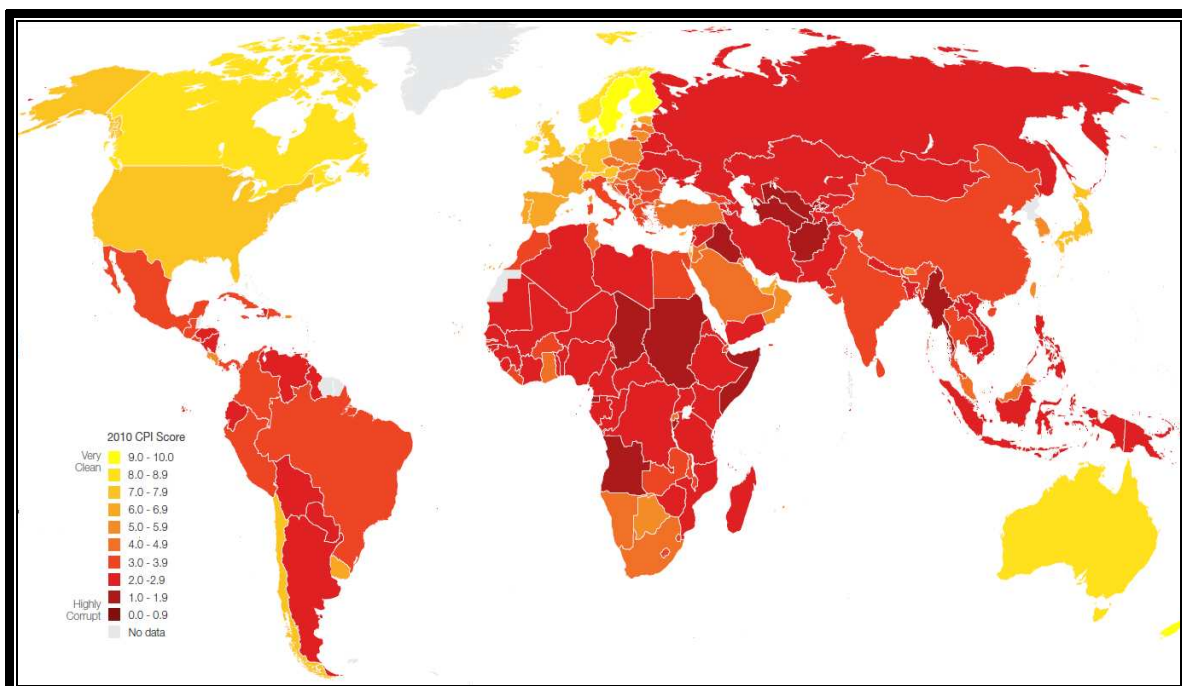 2010 CPI Score
Very
Clean
9.0 - 10.0
8.0 - 8.9
7.0 - 7.9
6.0 - 6.9
5.0 - 5.9
4.0 - 4.9
3.0 - 3.9
2.0 -2.9
1.0 - 1.9
Highly
Corrupt
0.0 - 0.9
No data